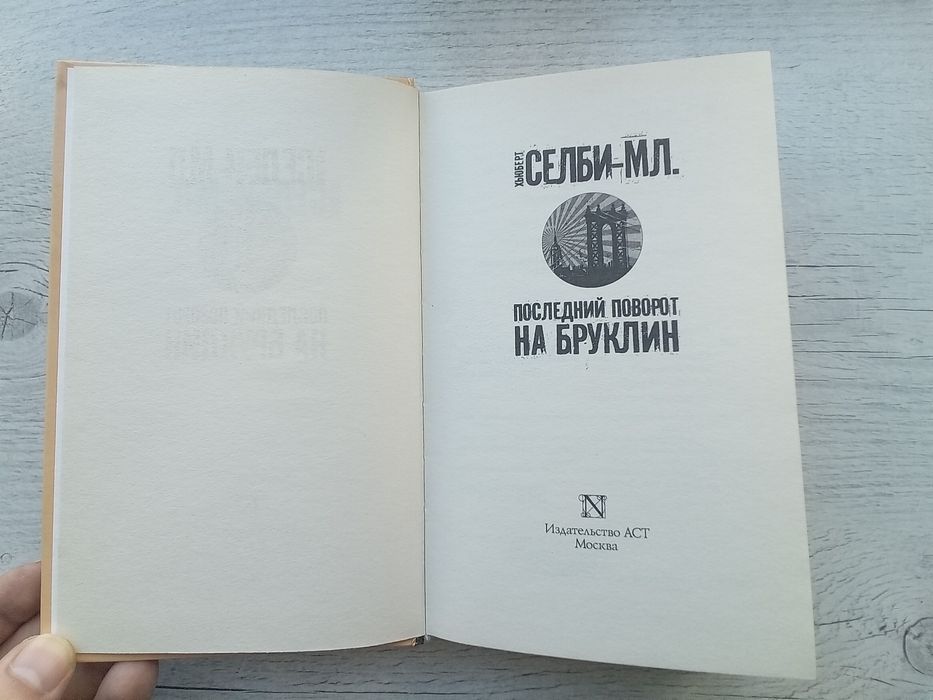 ХЬЮБЕРТ
СЕЛБИ-МЛ.
ПОСЛЕДНИЙ ПОВОРОТ
НА БРУКЛИН
N
Издательство АСТ
Москва